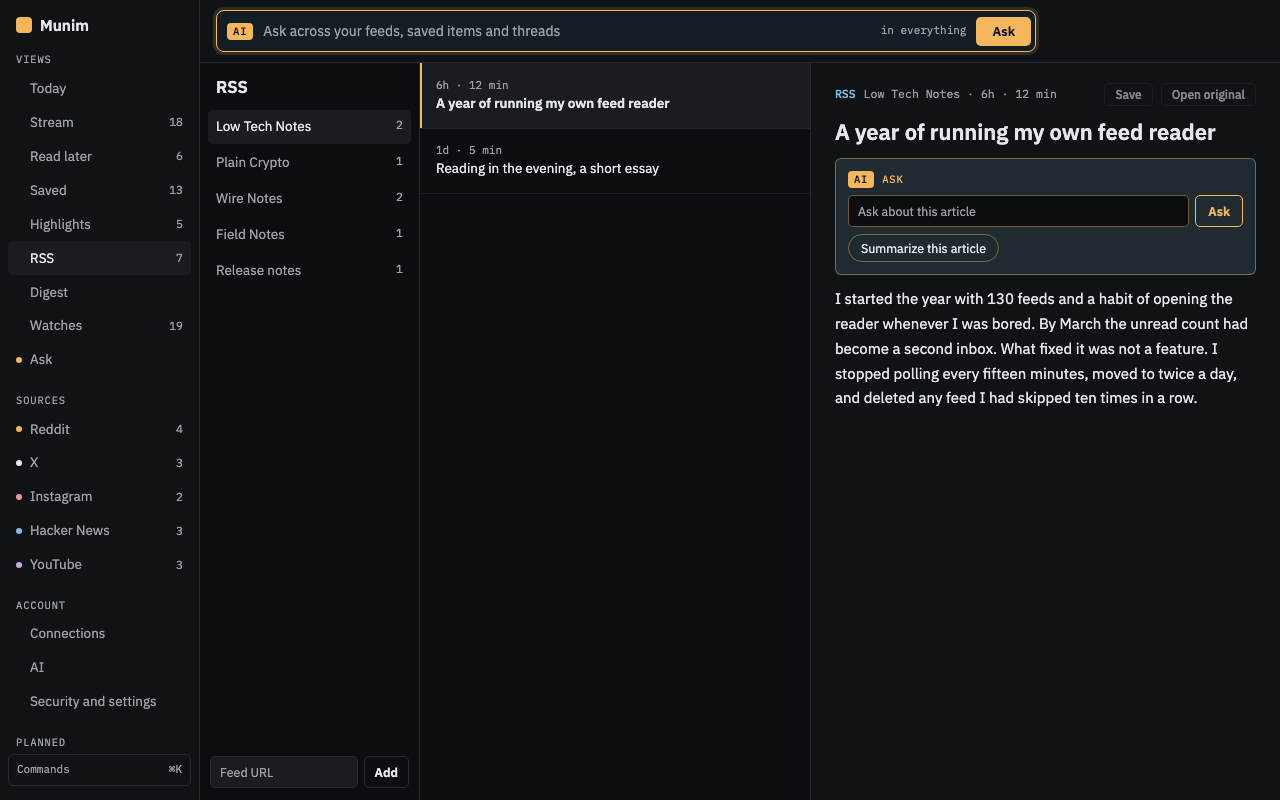 Munim
VIEWS
Today
Stream 18
Read later 6
Saved 13
Highlights 5
RSS 7
Digest
Watches 19
Ask
SOURCES
Reddit 4
X 3
Instagram 2
Hacker News 3
YouTube 3
ACCOUNT
Connections
AI
Security and settings
PLANNED
Commands ⌘K
AI Ask across your feeds, saved items and threads in everything Ask
RSS
Low Tech Notes 2
Plain Crypto 1
Wire Notes 2
Field Notes 1
Release notes 1
Feed URL Add
6h · 12 min
A year of running my own feed reader
1d · 5 min
Reading in the evening, a short essay
RSS Low Tech Notes · 6h · 12 min Save Open original
A year of running my own feed reader
AI ASK
Ask about this article Ask
Summarize this article
I started the year with 130 feeds and a habit of opening the
reader whenever I was bored. By March the unread count had
become a second inbox. What fixed it was not a feature. I
stopped polling every fifteen minutes, moved to twice a day,
and deleted any feed I had skipped ten times in a row.